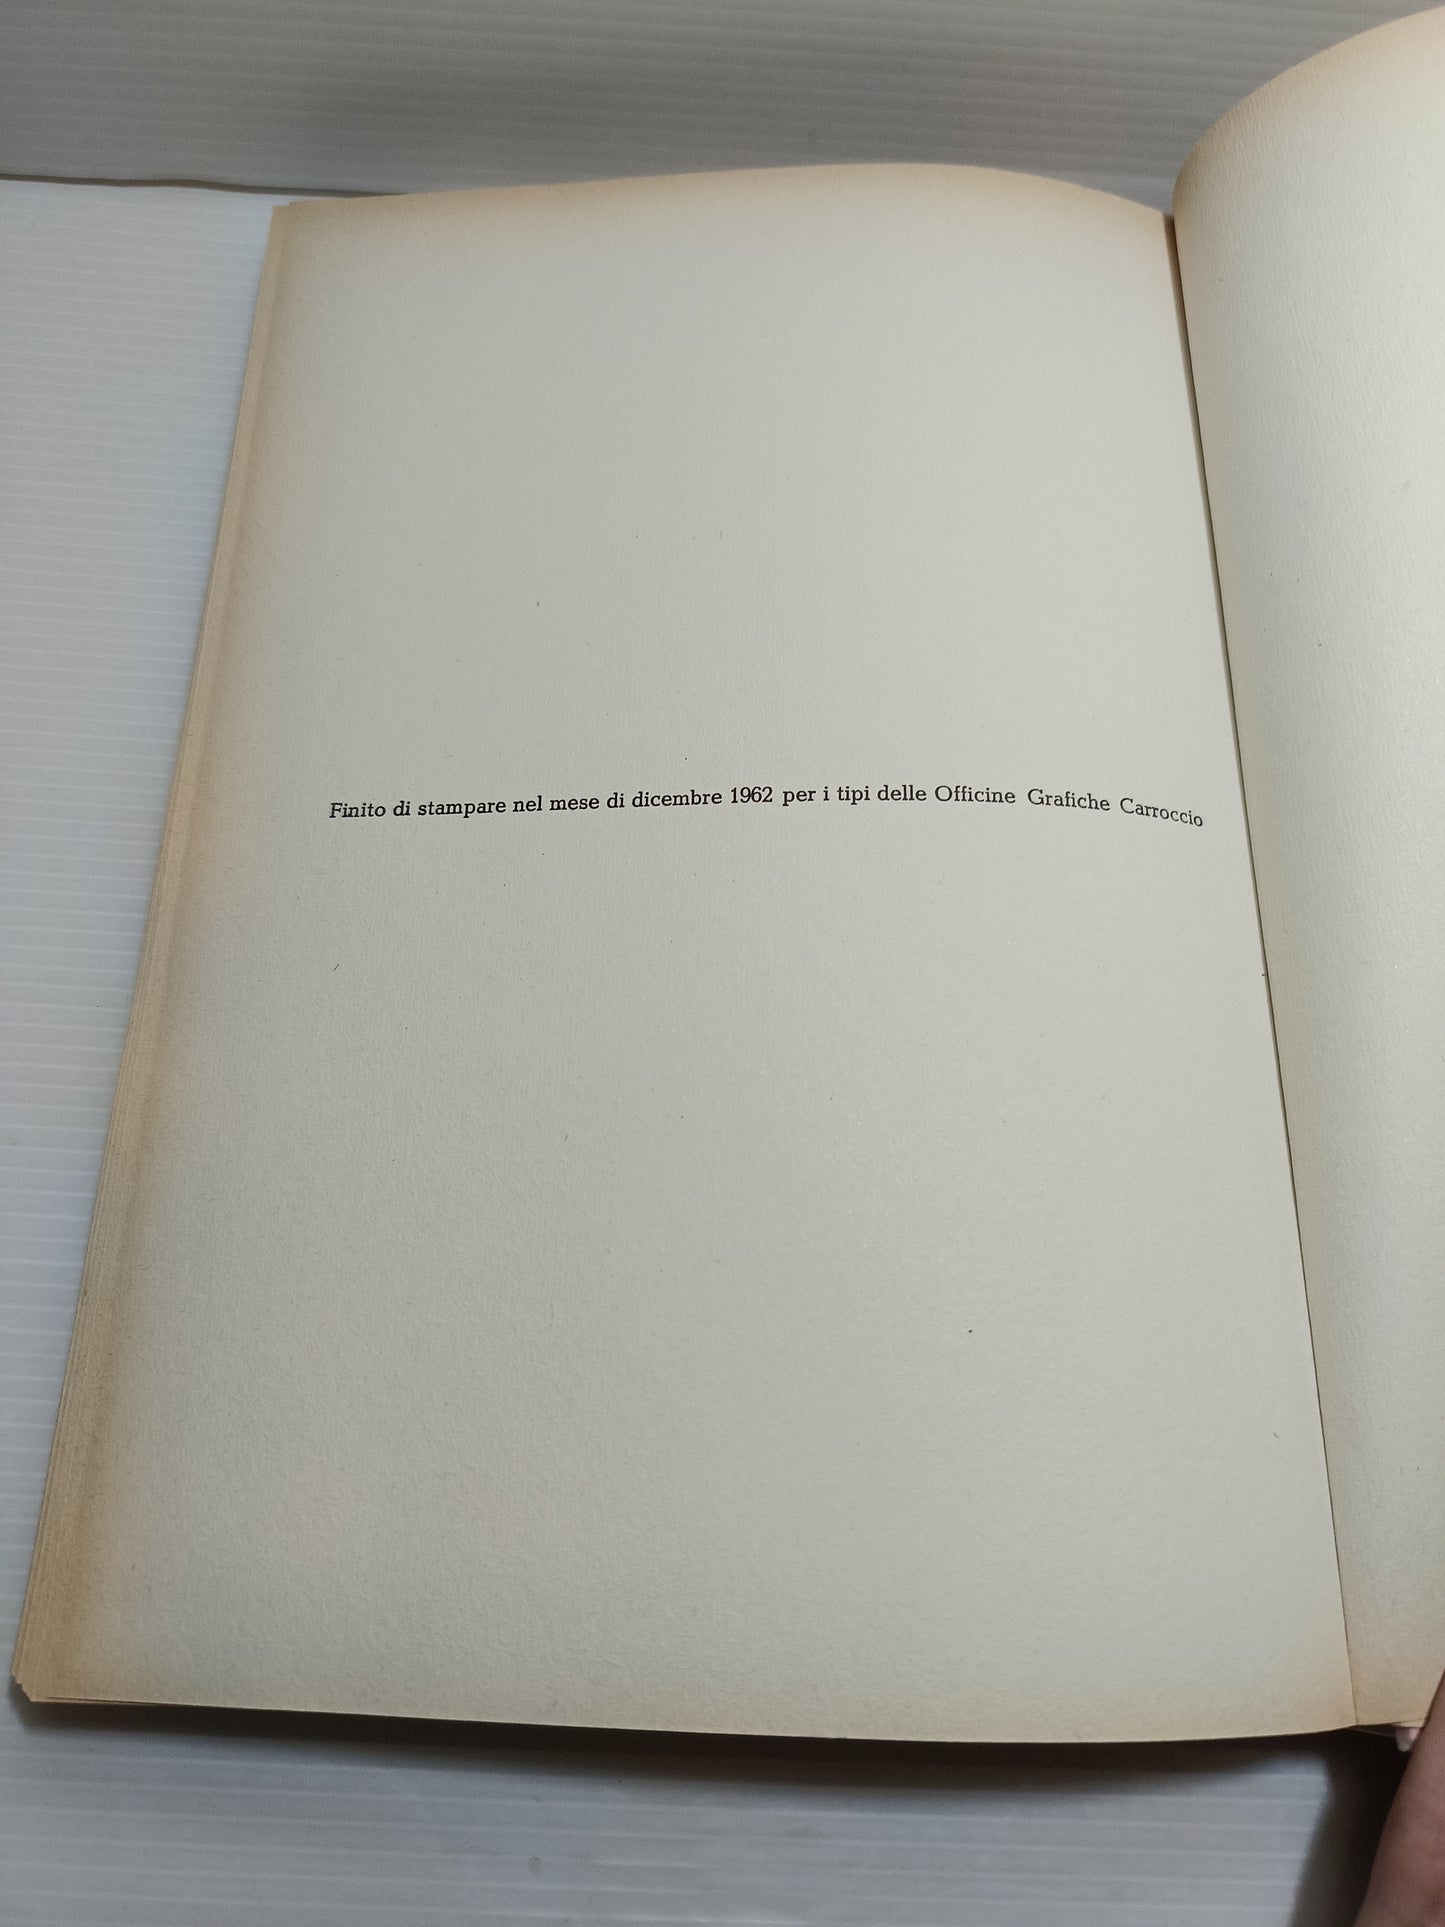 Finito di stampare nel mese di dicembre 1962 per i tipi delle Officine Grafiche Carroccio